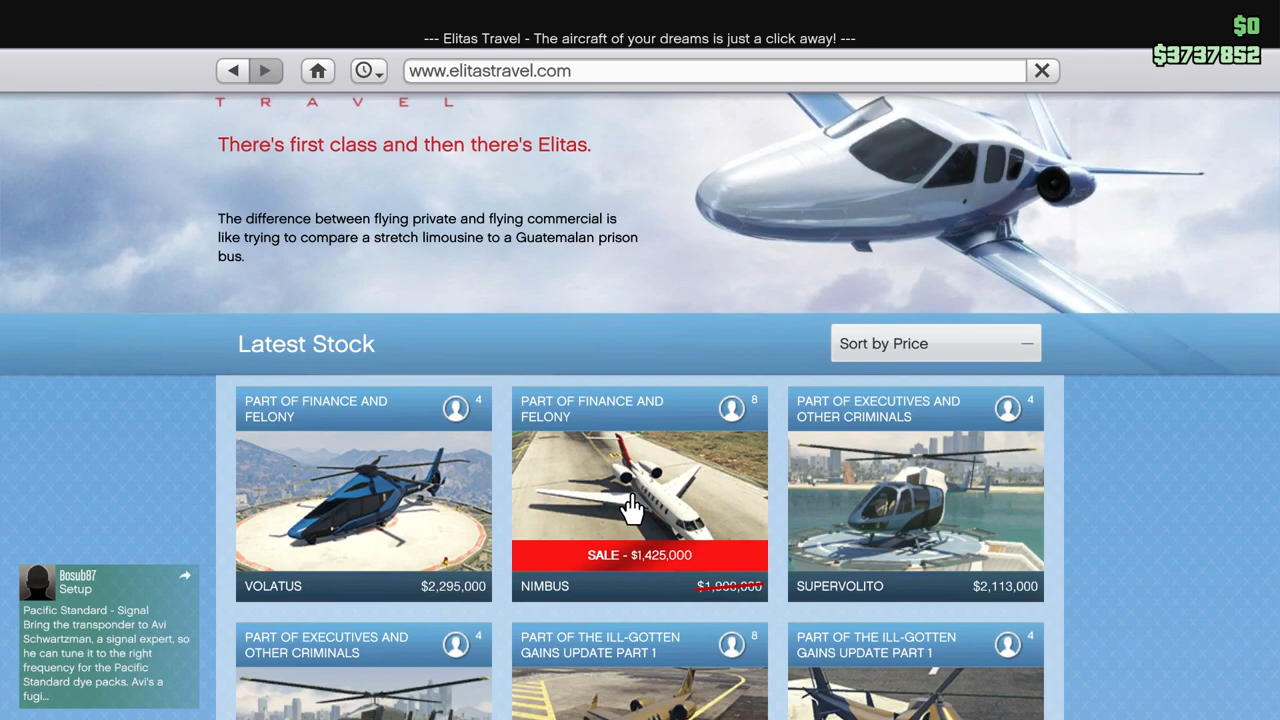 --- Elitas Travel - The aircraft of your dreams is just a click away! ---
$0
$3737852
www.elitastravel.com
T R A V E L
There's first class and then there's Elitas.
The difference between flying private and flying commercial is
like trying to compare a stretch limousine to a Guatemalan prison
bus.
Latest Stock
Sort by Price
PART OF FINANCE AND
FELONY
4
VOLATUS
$2,295,000
PART OF FINANCE AND
FELONY
8
SALE - $1,425,000
NIMBUS
$1,900,000
PART OF EXECUTIVES AND
OTHER CRIMINALS
4
SUPERVOLITO
$2,113,000
PART OF EXECUTIVES AND
OTHER CRIMINALS
4
PART OF THE ILL-GOTTEN
GAINS UPDATE PART 1
8
PART OF THE ILL-GOTTEN
GAINS UPDATE PART 1
4
Bosub87
Setup
Pacific Standard - Signal
Bring the transponder to Avi
Schwartzman, a signal expert, so
he can tune it to the right
frequency for the Pacific
Standard dye packs. Avi's a
fugi...